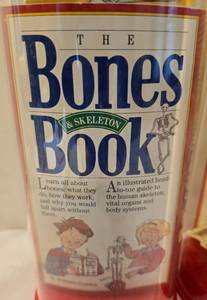 THE
Bones
& SKELETON
Book
Learn all about
bones: what they
do, how they work,
and why you would
fall apart without
them.
An illustrated head-
to-toe guide to
the human skeleton,
vital organs and
body systems.